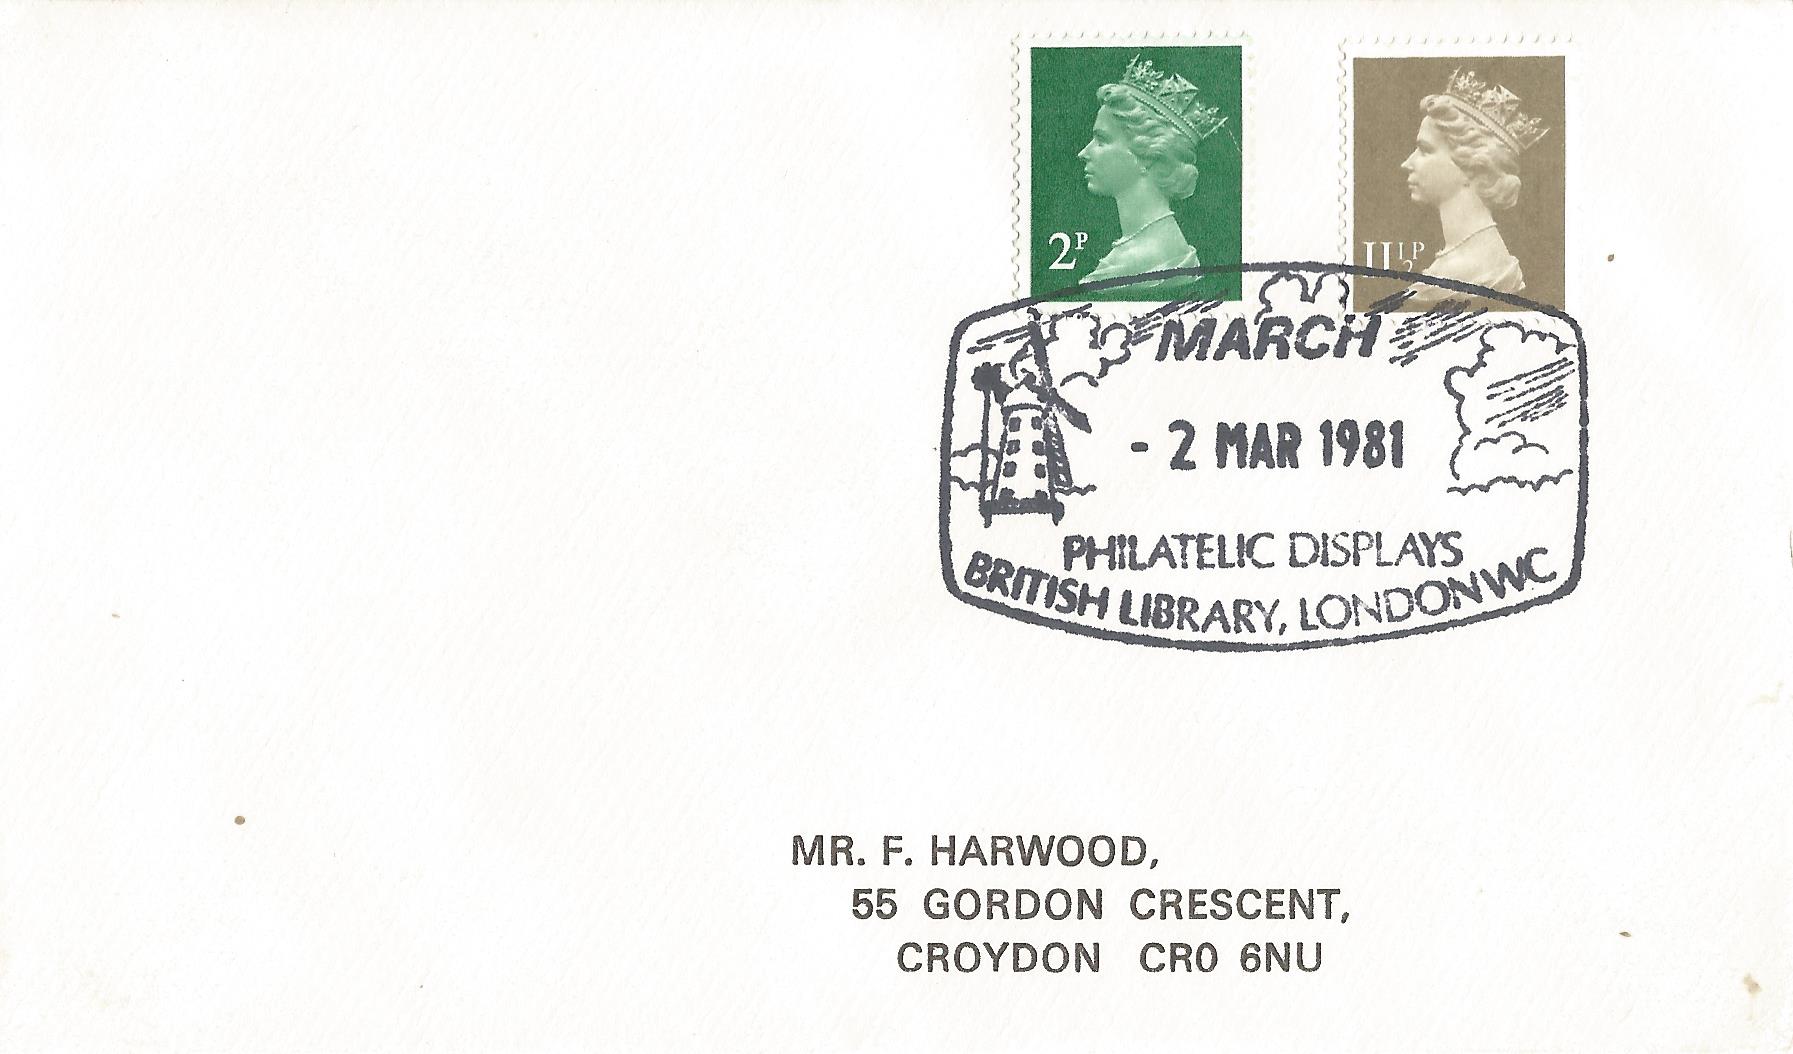 2P
11½P
MARCH
- 2 MAR 1981
PHILATELIC DISPLAYS
BRITISH LIBRARY, LONDON WC
MR. F. HARWOOD,
55 GORDON CRESCENT,
CROYDON CR0 6NU